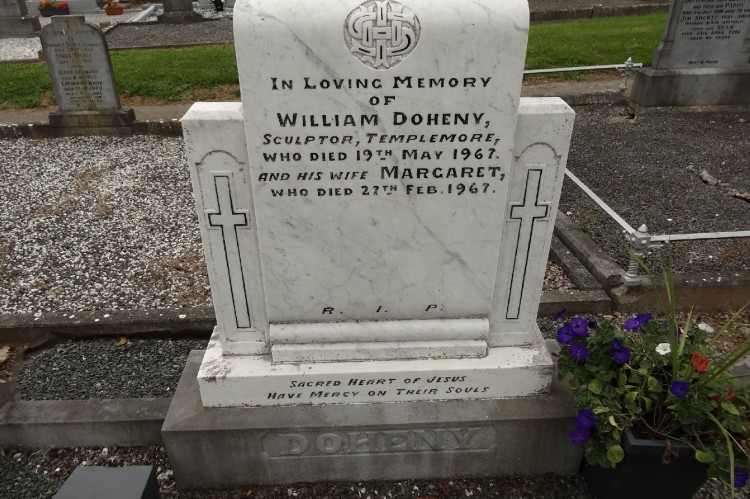 In Loving Memory
of
William Doheny,
Sculptor, Templemore,
who died 19th May 1967.
and his wife Margaret,
who died 27th Feb. 1967.
R. I. P.
Sacred Heart of Jesus
Have Mercy on Their Souls
DOHENY